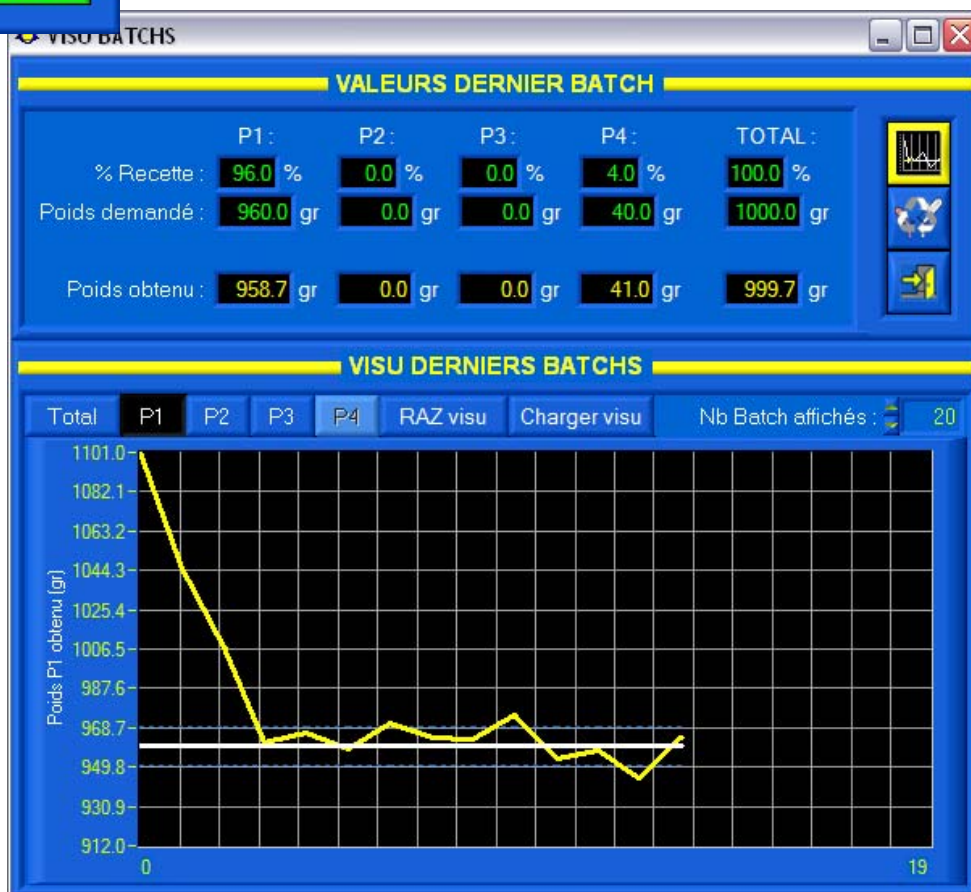 VISU BATCHS
VALEURS DERNIER BATCH
P1 : P2 : P3 : P4 : TOTAL :
% Recette : 96.0 % 0.0 % 0.0 % 4.0 % 100.0 %
Poids demandé : 960.0 gr 0.0 gr 0.0 gr 40.0 gr 1000.0 gr
Poids obtenu : 958.7 gr 0.0 gr 0.0 gr 41.0 gr 999.7 gr
VISU DERNIERS BATCHS
Total P1 P2 P3 P4 RAZ visu Charger visu Nb Batch affichés : 20
Poids P1 obtenu (gr)
1101.0
1082.1
1063.2
1044.3
1025.4
1006.5
987.6
968.7
949.8
930.9
912.0
0 19